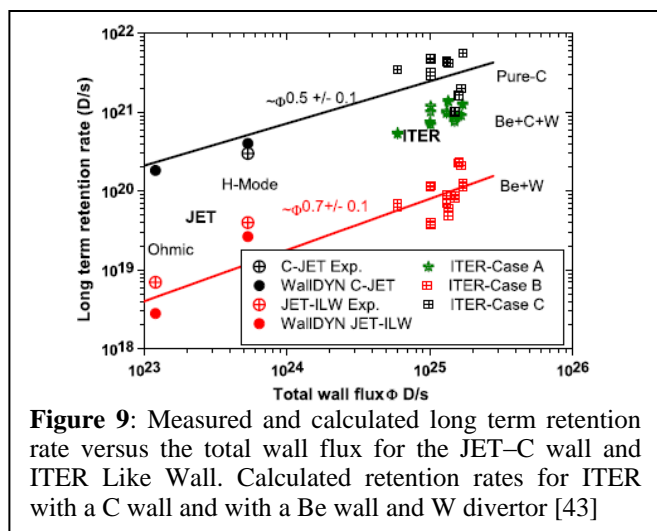 10^22
10^21
10^20
10^19
10^18
Long term retention rate (D/s)
~Φ^0.5 +/- 0.1
Pure-C
ITER
Be+C+W
H-Mode
JET
~Φ^0.7+/- 0.1
Be+W
Ohmic
C-JET Exp.
WallDYN C-JET
JET-ILW Exp.
WallDYN JET-ILW
ITER-Case A
ITER-Case B
ITER-Case C
10^23 10^24 10^25 10^26
Total wall flux Φ D/s
Figure 9: Measured and calculated long term retention
rate versus the total wall flux for the JET–C wall and
ITER Like Wall. Calculated retention rates for ITER
with a C wall and with a Be wall and W divertor [43]